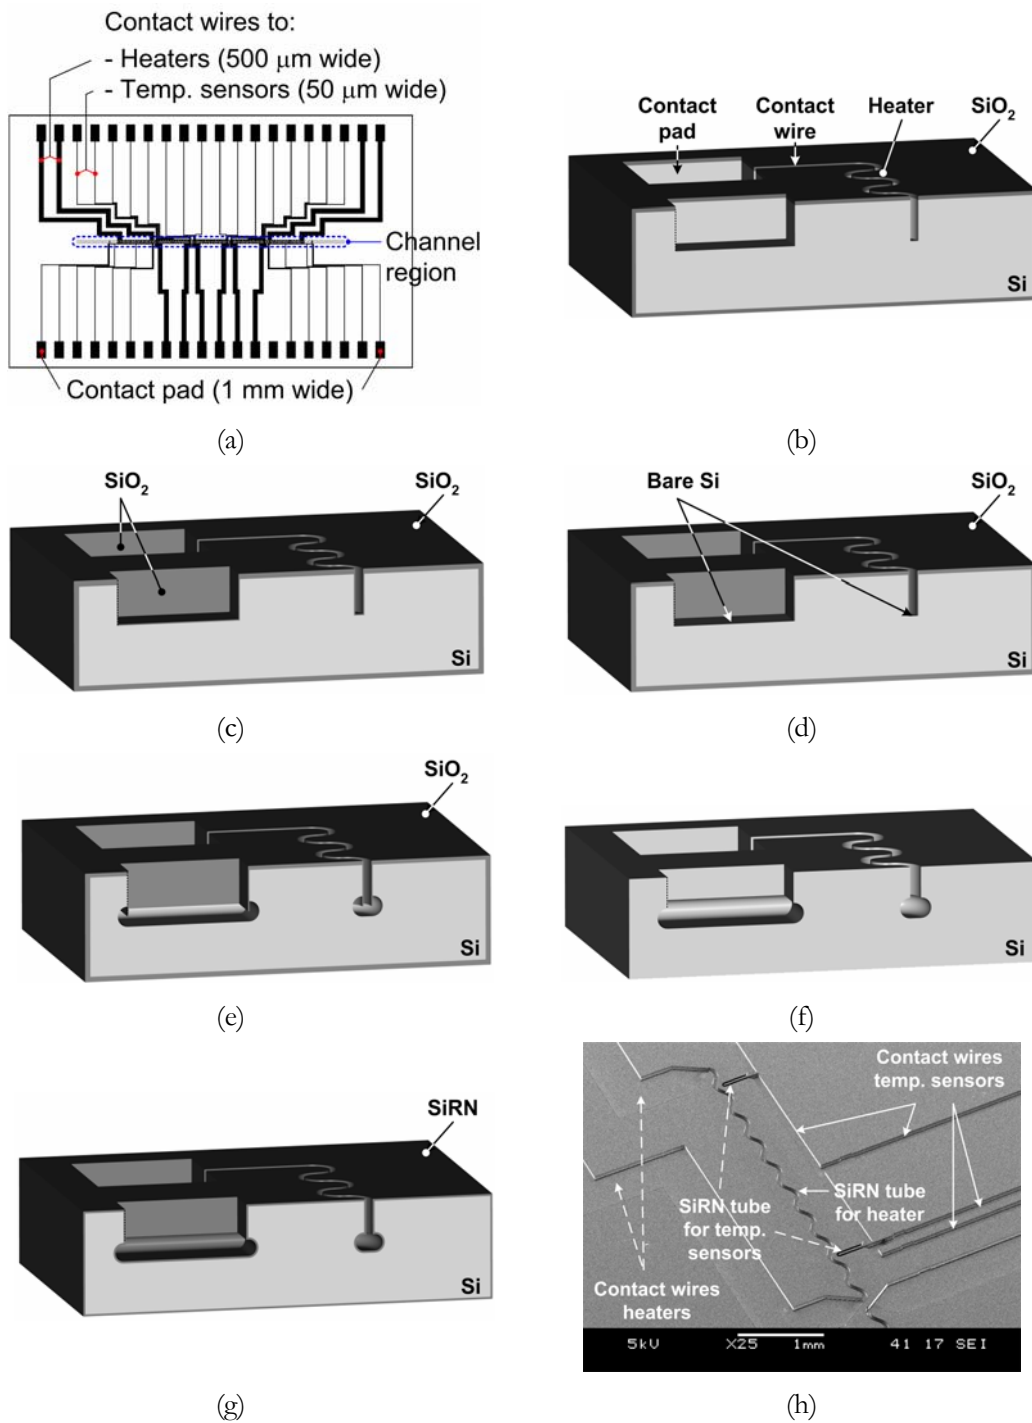 Contact wires to:
- Heaters (500 μm wide)
- Temp. sensors (50 μm wide)
Channel
region
Contact pad (1 mm wide)
(a)
Contact
pad
Contact
wire
Heater
SiO₂
Si
(b)
SiO₂
SiO₂
Si
(c)
Bare Si
SiO₂
Si
(d)
SiO₂
Si
(e)
Si
(f)
SiRN
Si
(g)
Contact wires
temp. sensors
SiRN tube
for heater
SiRN tube
for temp.
sensors
Contact wires
heaters
5kU X25 1mm 41 17 SEI
(h)